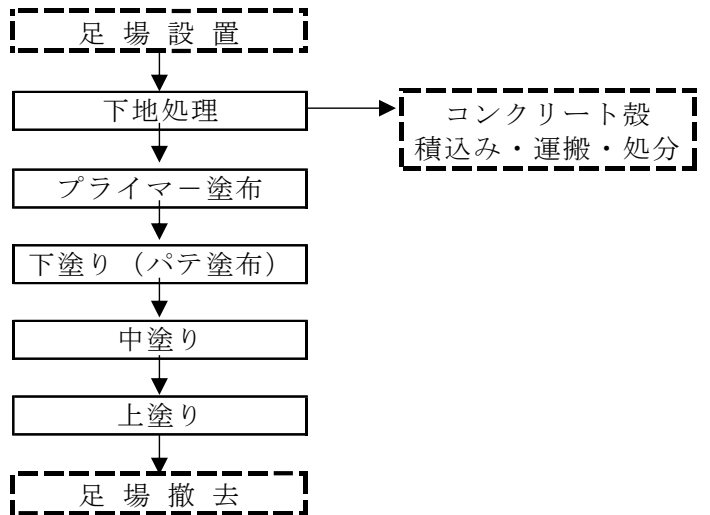 足場設置
下地処理
コンクリート殻
積込み・運搬・処分
プライマー塗布
下塗り（パテ塗布）
中塗り
上塗り
足場撤去